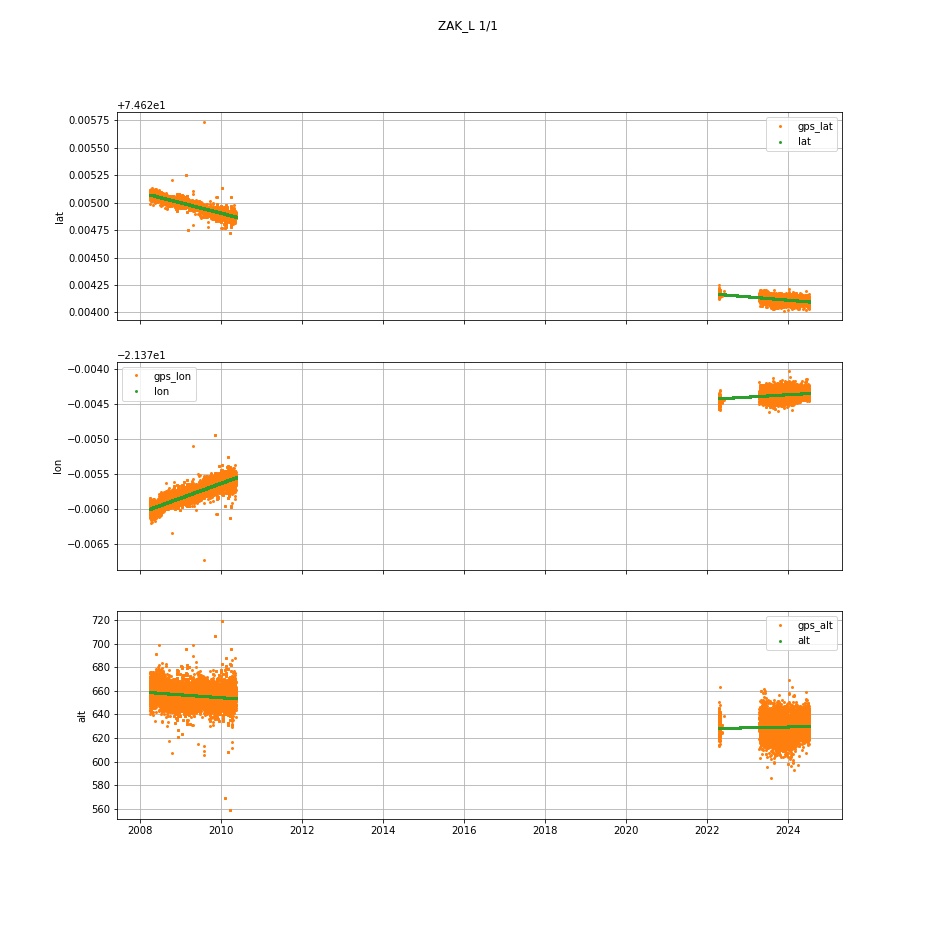 ZAK_L 1/1
+7.462e1
0.00575
0.00550
0.00525
0.00500
0.00475
0.00450
0.00425
0.00400
lat
gps_lat
lat
−2.137e1
−0.0040
−0.0045
−0.0050
−0.0055
−0.0060
−0.0065
lon
gps_lon
lon
720
700
680
660
640
620
600
580
560
alt
gps_alt
alt
2008 2010 2012 2014 2016 2018 2020 2022 2024